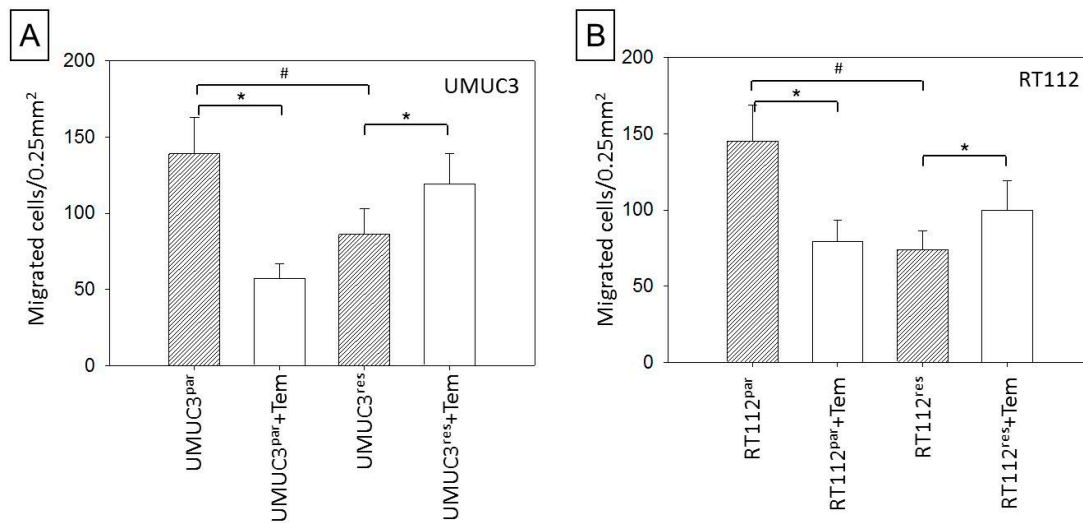 A
Migrated cells/0.25mm²
200
150
100
50
0
UMUC3
#
*
*
UMUC3ᵖᵃʳ
UMUC3ᵖᵃʳ+Tem
UMUC3ʳᵉˢ
UMUC3ʳᵉˢ+Tem
B
Migrated cells/0.25mm²
200
150
100
50
0
RT112
#
*
*
RT112ᵖᵃʳ
RT112ᵖᵃʳ+Tem
RT112ʳᵉˢ
RT112ʳᵉˢ+Tem